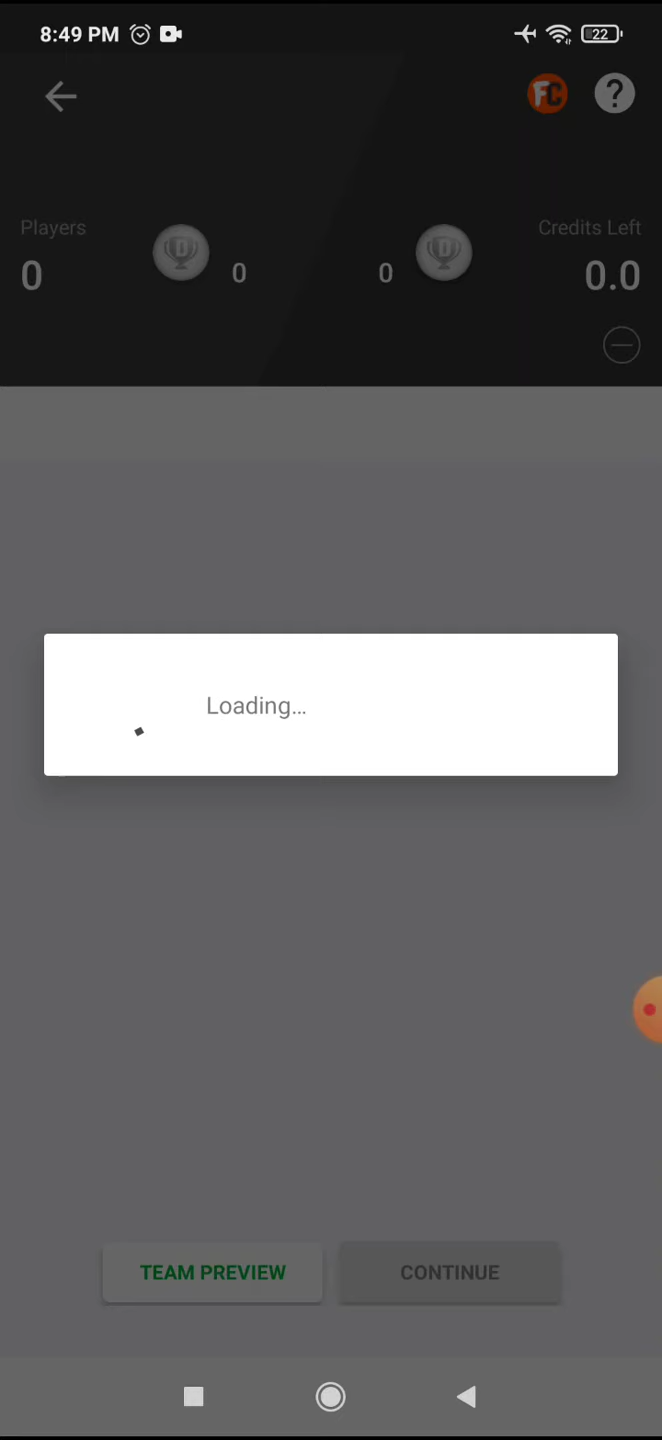 8:49 PM 22
FC ?
Players Credits Left
0 D 0 0 D 0.0
Loading...
TEAM PREVIEW CONTINUE